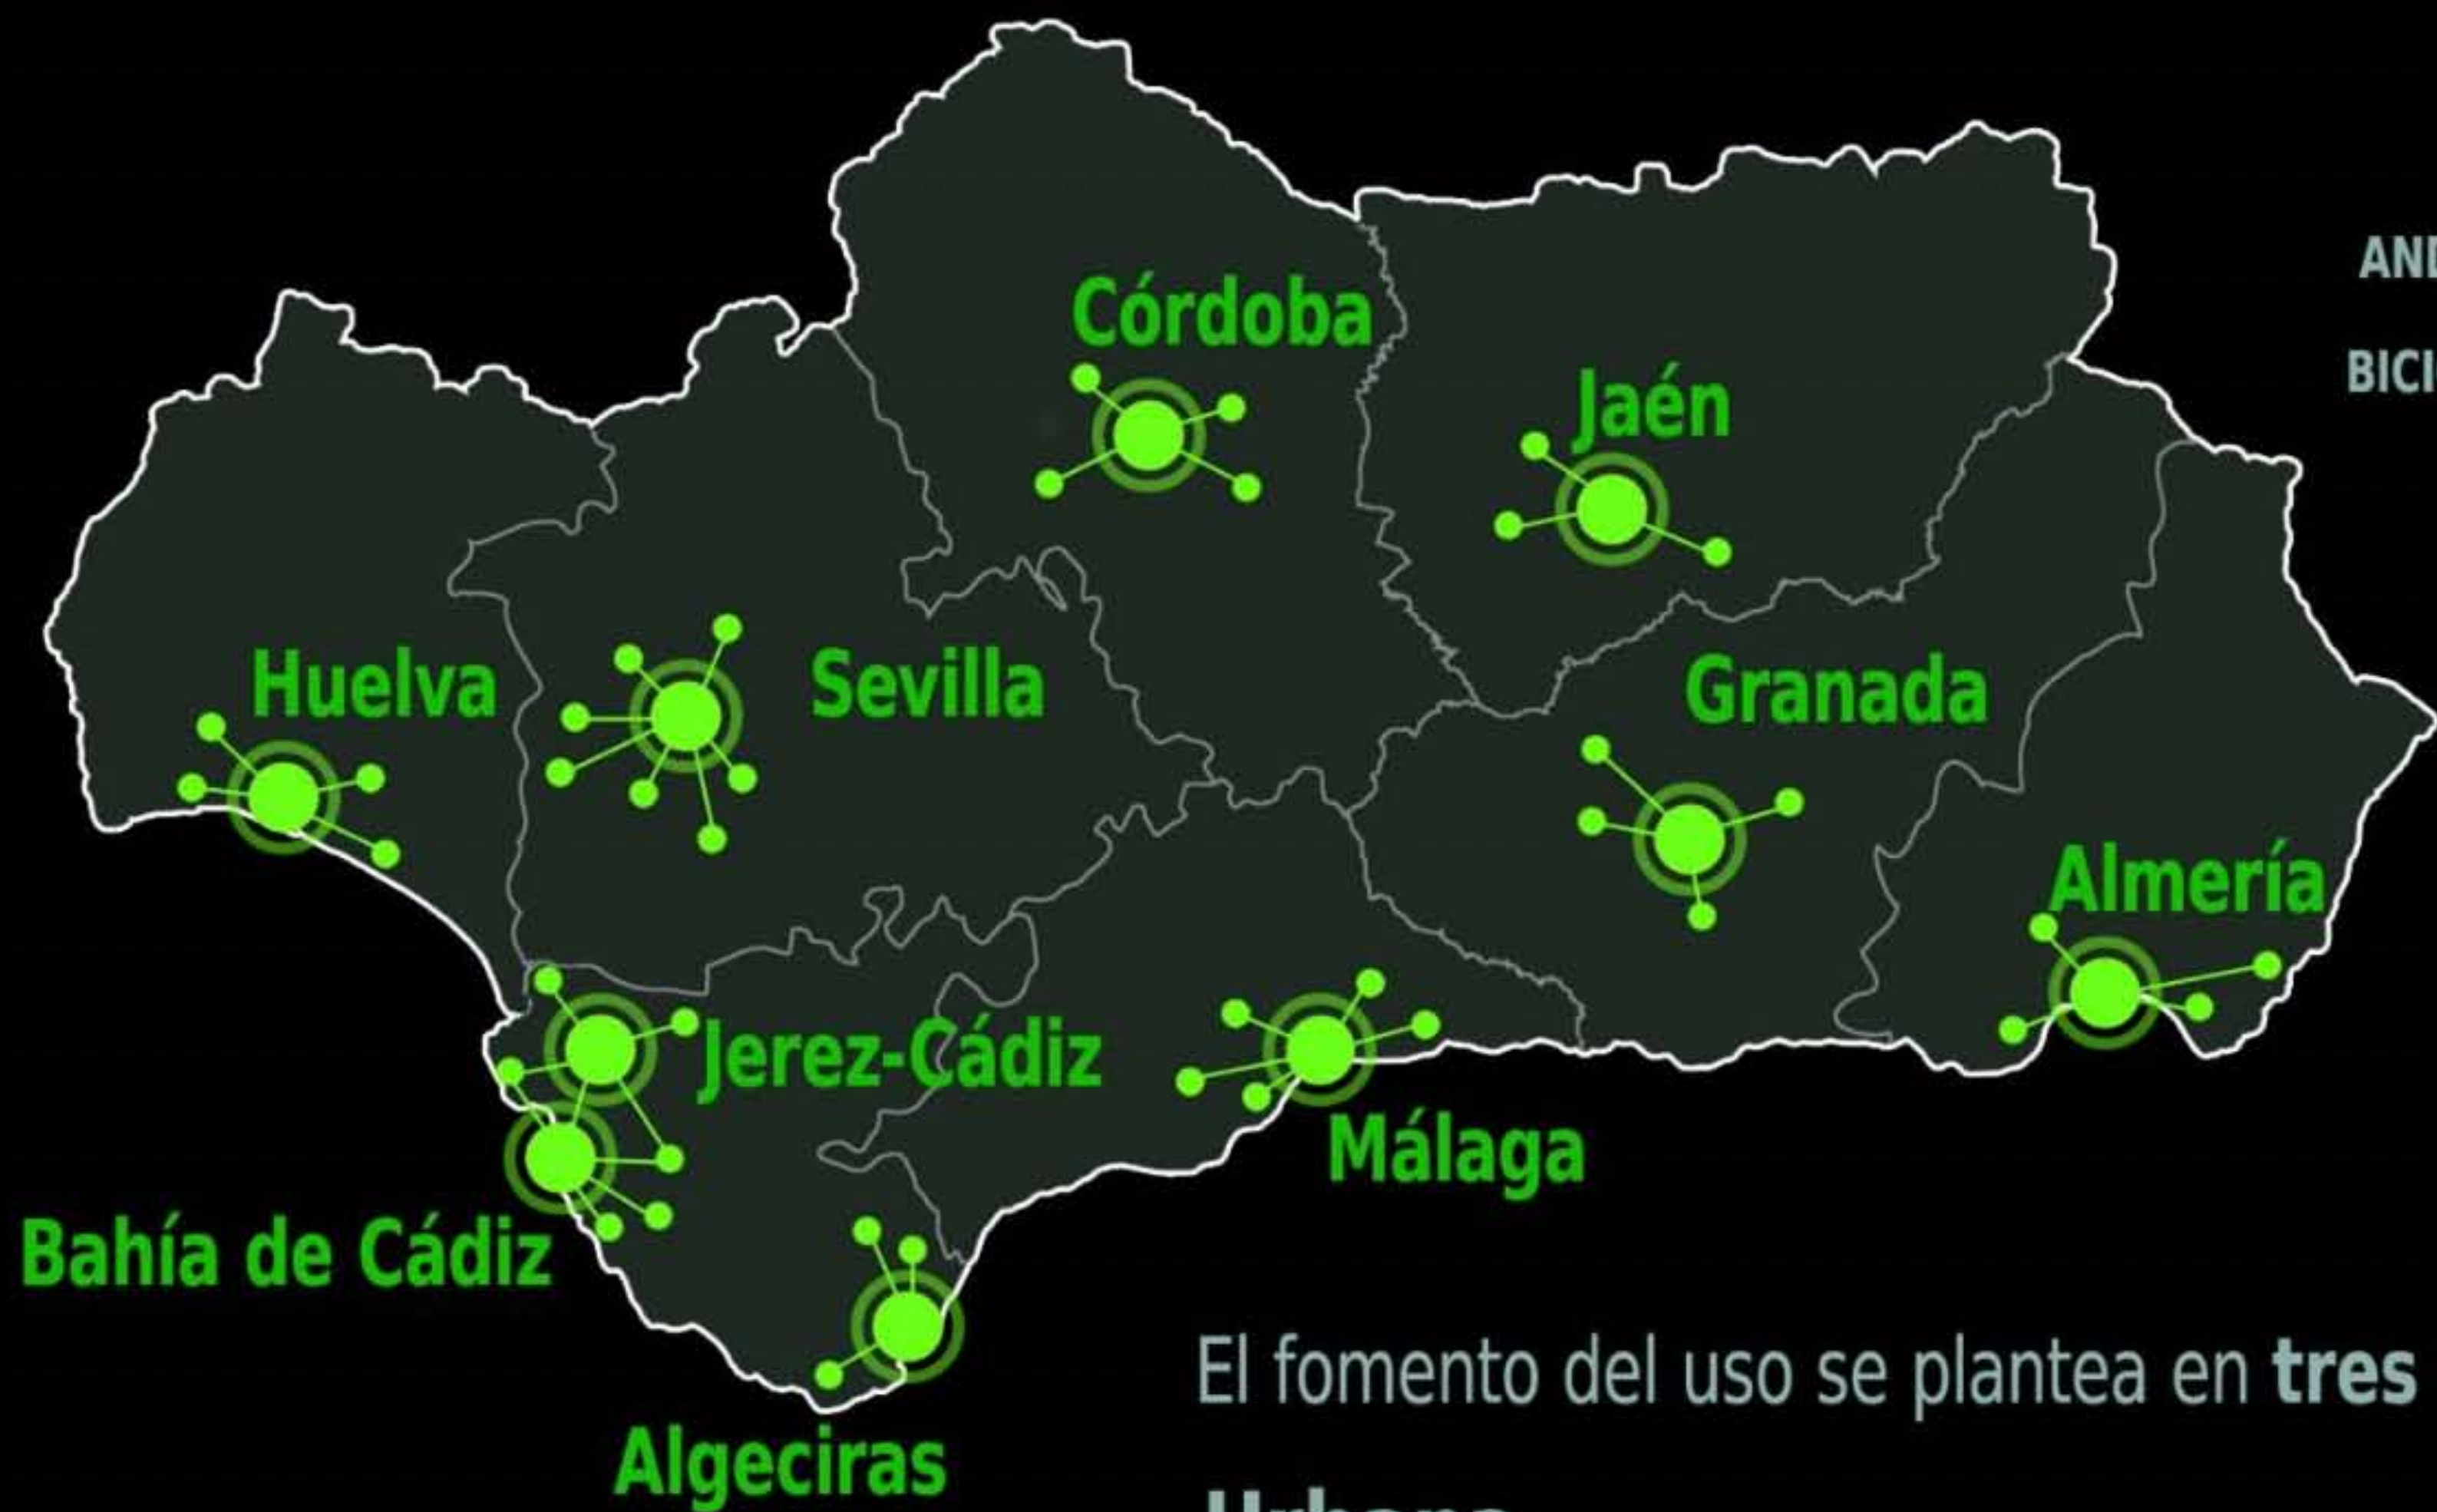 Córdoba
Jaén
Huelva
Sevilla
Granada
Almería
Jerez-Cádiz
Málaga
Bahía de Cádiz
Algeciras
El fomento del uso se plantea en tres